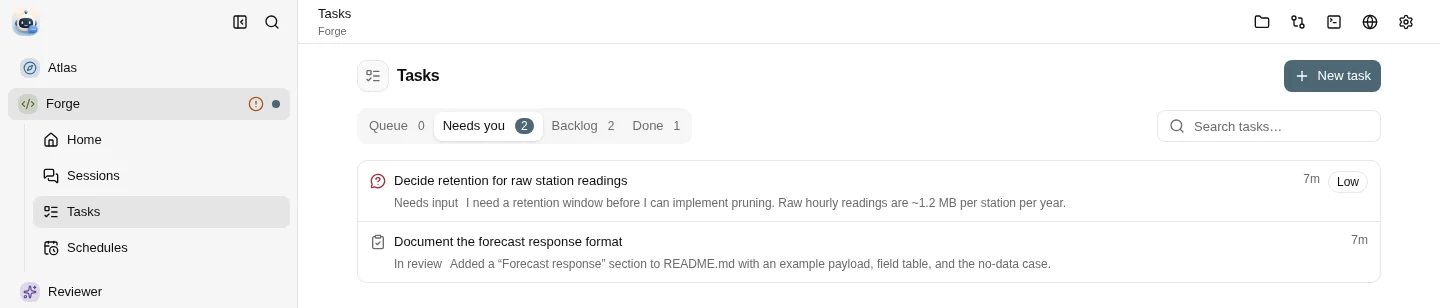 Tasks
Forge
Atlas
Forge
Home
Sessions
Tasks
Schedules
Reviewer
Tasks
New task
Queue 0 Needs you 2 Backlog 2 Done 1
Search tasks…
Decide retention for raw station readings 7m Low
Needs input I need a retention window before I can implement pruning. Raw hourly readings are ~1.2 MB per station per year.
Document the forecast response format 7m
In review Added a “Forecast response” section to README.md with an example payload, field table, and the no-data case.